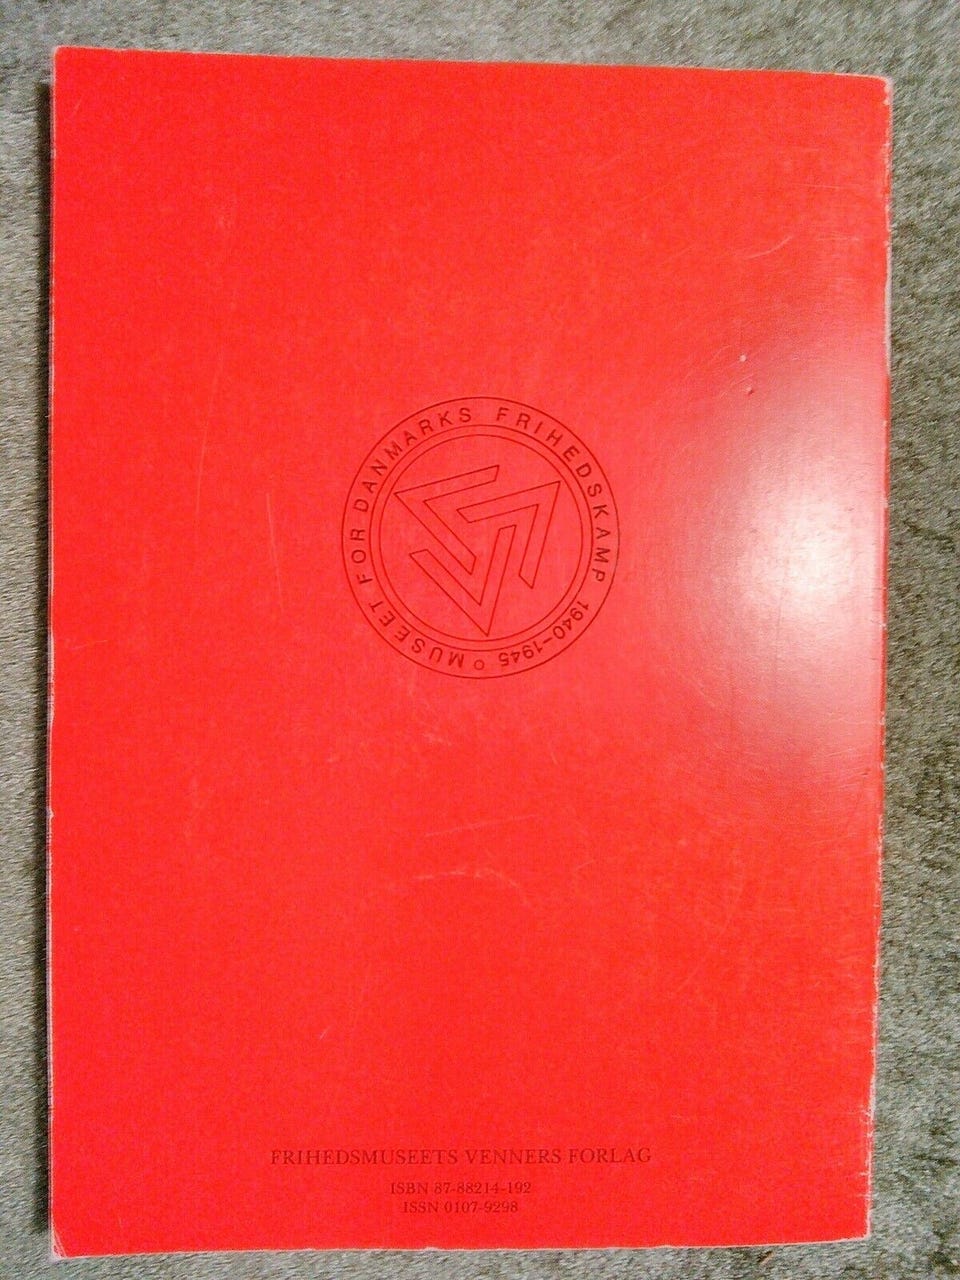 MUSEET FOR DANMARKS FRIHEDSKAMP 1940-1945
FRIHEDSMUSEETS VENNERS FORLAG
ISBN 87-88214-192
ISSN 0107-9298